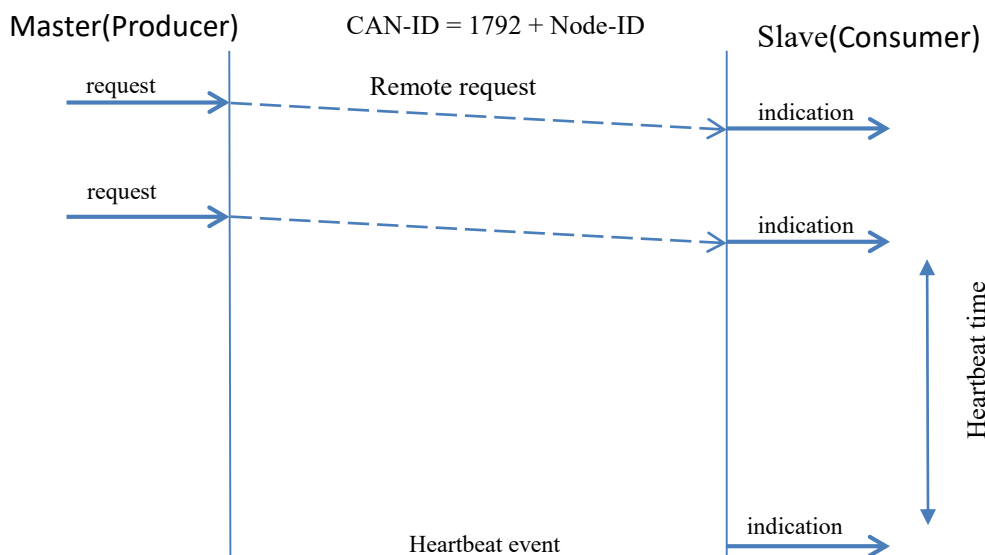 Master(Producer)
CAN-ID = 1792 + Node-ID
Slave(Consumer)
request
Remote request
indication
request
indication
Heartbeat time
indication
Heartbeat event